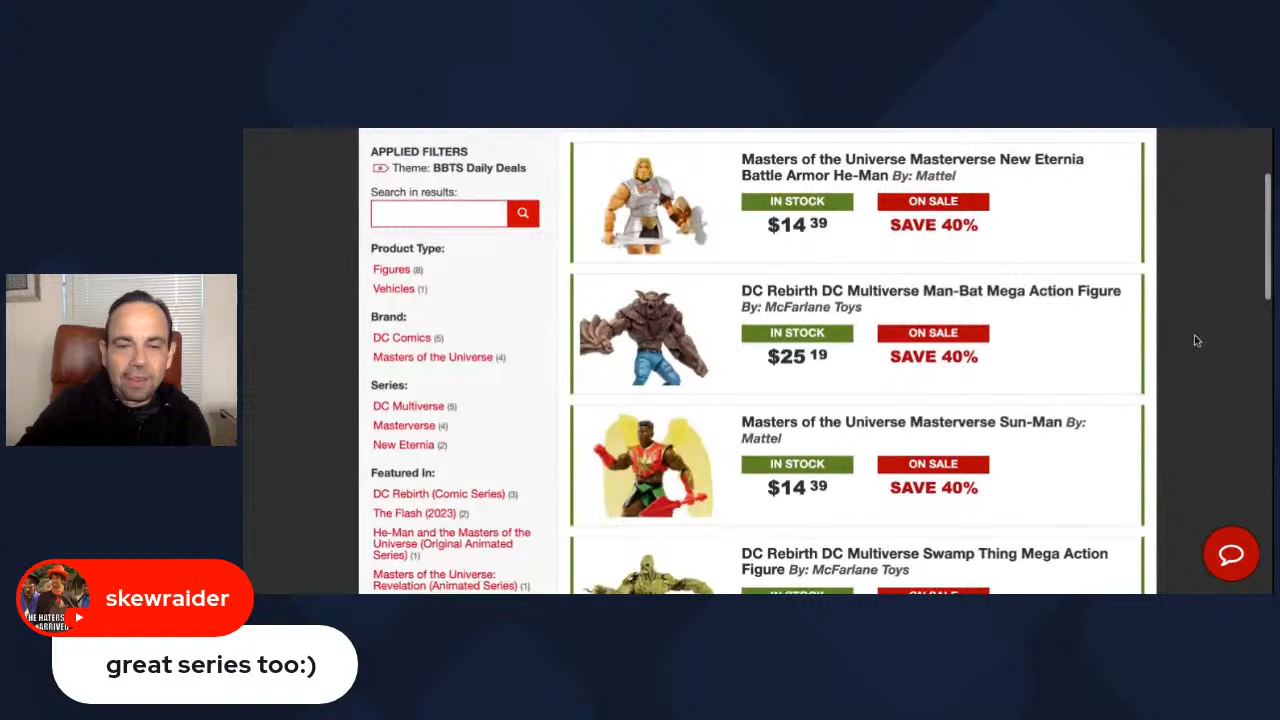 APPLIED FILTERS
Theme: BBTS Daily Deals
Search in results:
Product Type:
Figures (8)
Vehicles (1)
Brand:
DC Comics (5)
Masters of the Universe (4)
Series:
DC Multiverse (5)
Masterverse (4)
New Eternia (2)
Featured In:
DC Rebirth (Comic Series) (3)
The Flash (2023) (2)
He-Man and the Masters of the
Universe (Original Animated
Series) (1)
Masters of the Universe:
Revelation (Animated Series) (1)
Masters of the Universe Masterverse New Eternia
Battle Armor He-Man By: Mattel
IN STOCK ON SALE
$14 39 SAVE 40%
DC Rebirth DC Multiverse Man-Bat Mega Action Figure
By: McFarlane Toys
IN STOCK ON SALE
$25 19 SAVE 40%
Masters of the Universe Masterverse Sun-Man By:
Mattel
IN STOCK ON SALE
$14 39 SAVE 40%
DC Rebirth DC Multiverse Swamp Thing Mega Action
Figure By: McFarlane Toys
IN STOCK ON SALE
THE HATERS
ARRIVED
skewraider
great series too:)